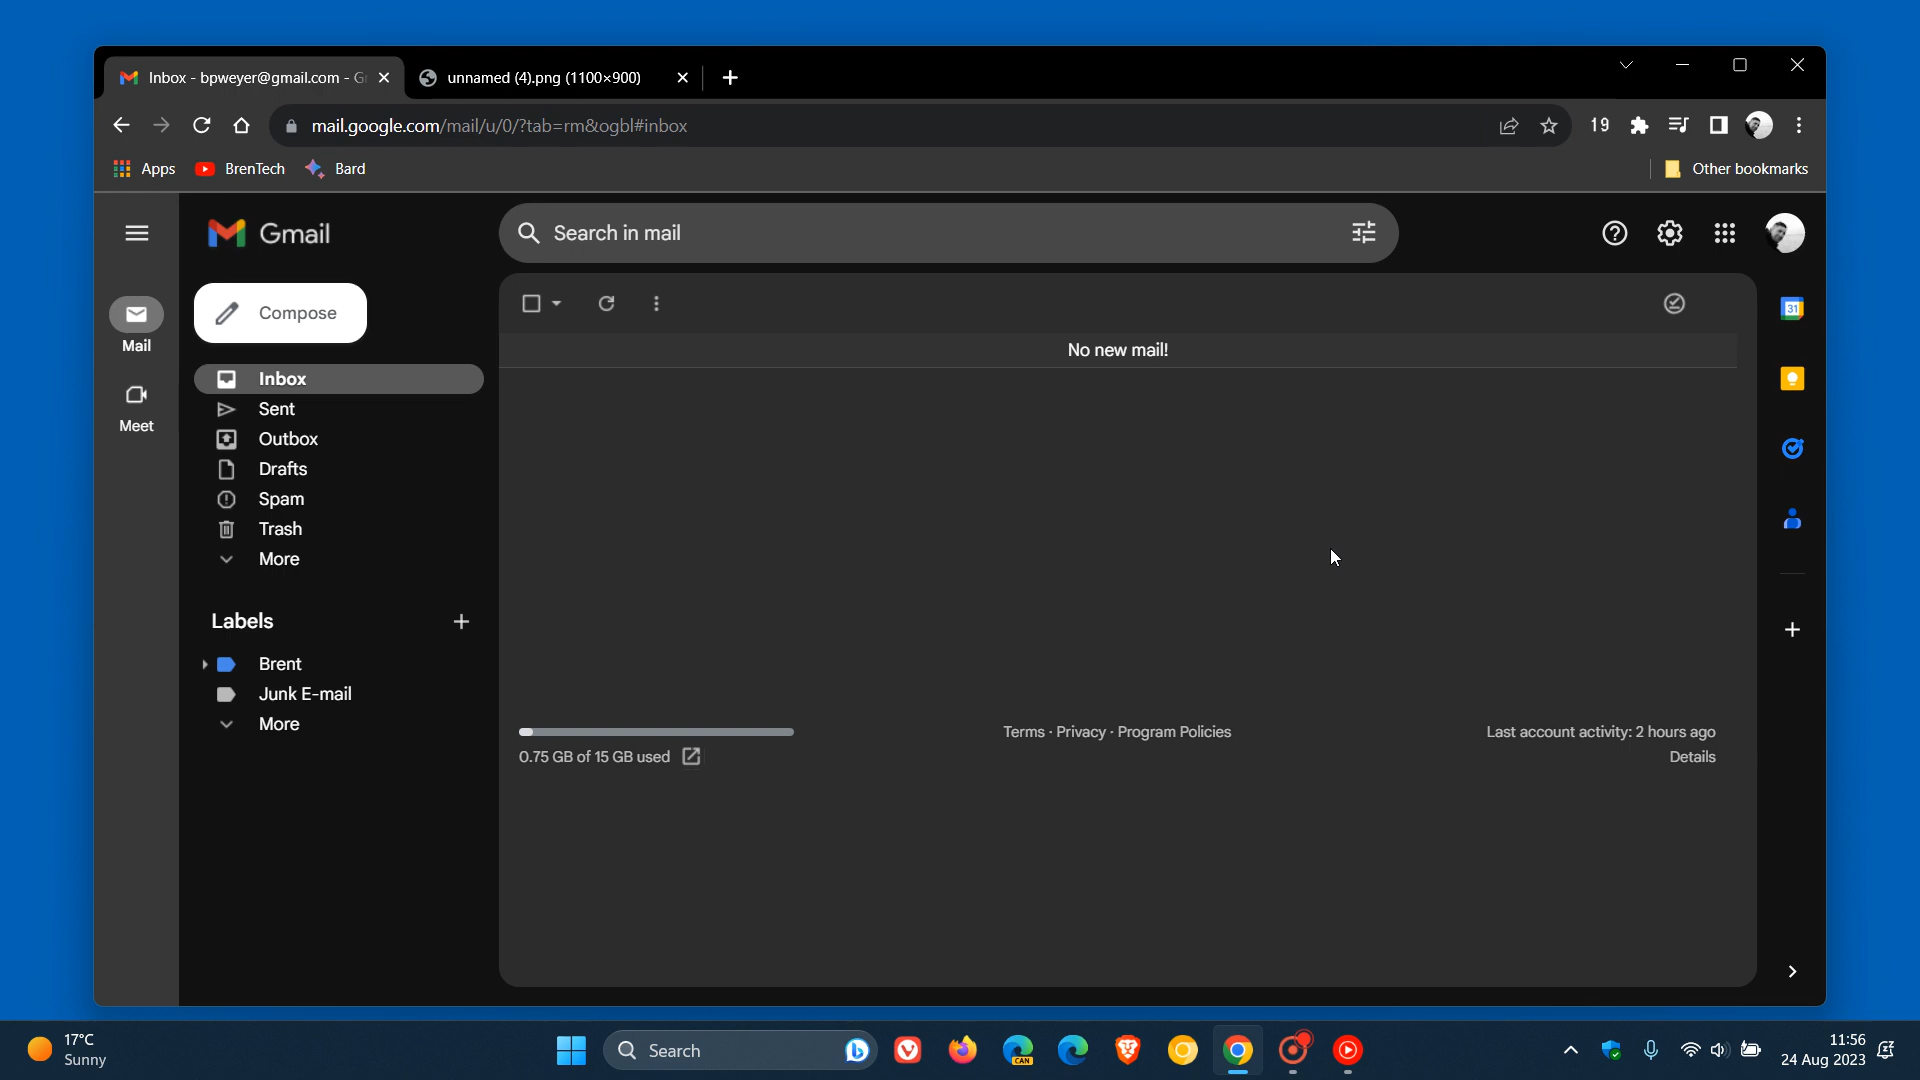 Inbox - bpweyer@gmail.com - G
unnamed (4).png (1100×900)
mail.google.com/mail/u/0/?tab=rm&ogbl#inbox
19
Apps
BrenTech
Bard
Other bookmarks
Gmail
Search in mail
Compose
Mail
Meet
Inbox
Sent
Outbox
Drafts
Spam
Trash
More
Labels
Brent
Junk E-mail
More
No new mail!
0.75 GB of 15 GB used
Terms · Privacy · Program Policies
Last account activity: 2 hours ago
Details
31
17°C
Sunny
Search
CAN
11:56
24 Aug 2023